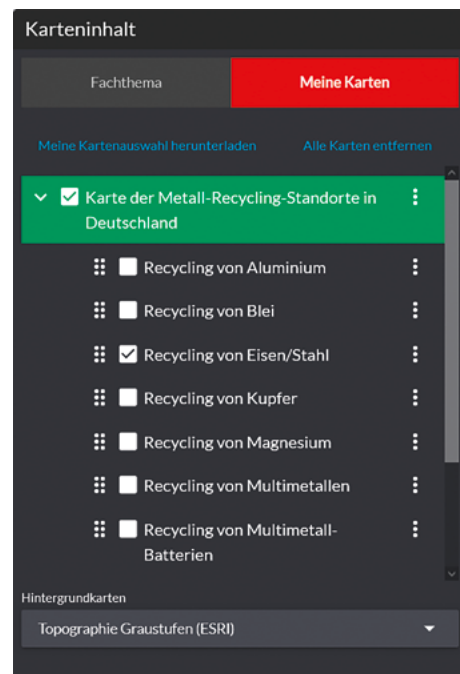 Karteninhalt
Fachthema
Meine Karten
Meine Kartenauswahl herunterladen
Alle Karten entfernen
Karte der Metall-Recycling-Standorte in
Deutschland
Recycling von Aluminium
Recycling von Blei
Recycling von Eisen/Stahl
Recycling von Kupfer
Recycling von Magnesium
Recycling von Multimetallen
Recycling von Multimetall-
Batterien
Hintergrundkarten
Topographie Graustufen (ESRI)